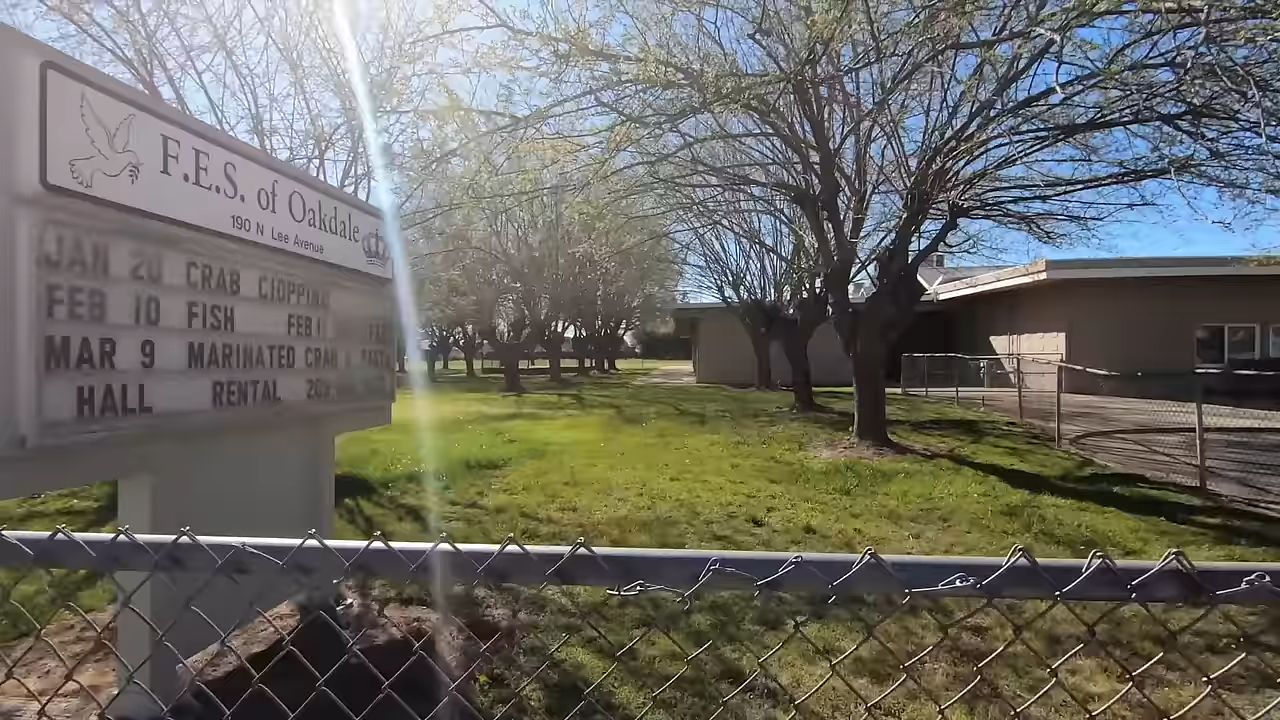 F.E.S. of Oakdale
190 N Lee Avenue
JAN 20 CRAB CIOPPINO
FEB 10 FISH FEB
MAR 9 MARINATED CRAB
HALL RENTAL